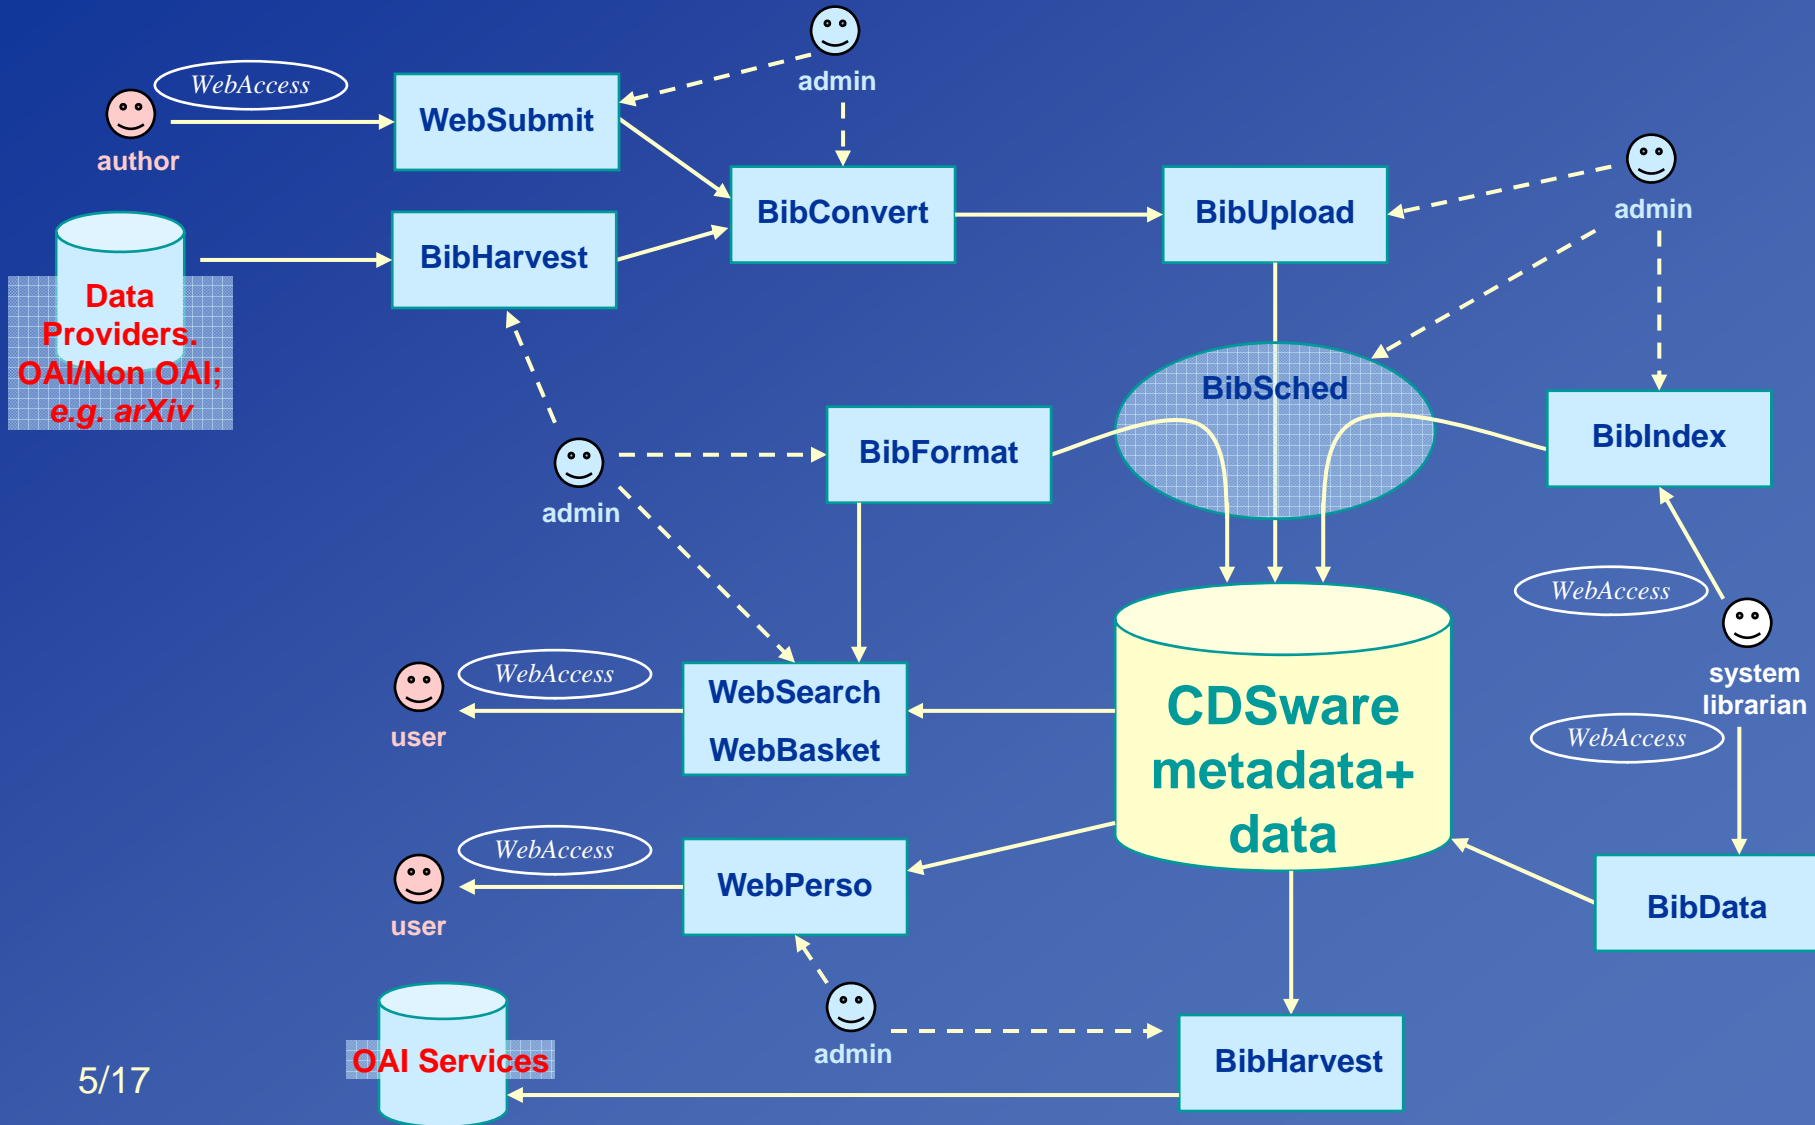 admin
WebAccess
WebSubmit
author
BibConvert
BibUpload
admin
BibHarvest
Data
Providers.
OAI/Non OAI;
e.g. arXiv
BibSched
BibFormat
BibIndex
admin
WebAccess
system
librarian
WebAccess
user
WebSearch
WebBasket
CDSware
metadata+
data
WebAccess
WebAccess
user
WebPerso
BibData
admin
OAI Services
BibHarvest
5/17